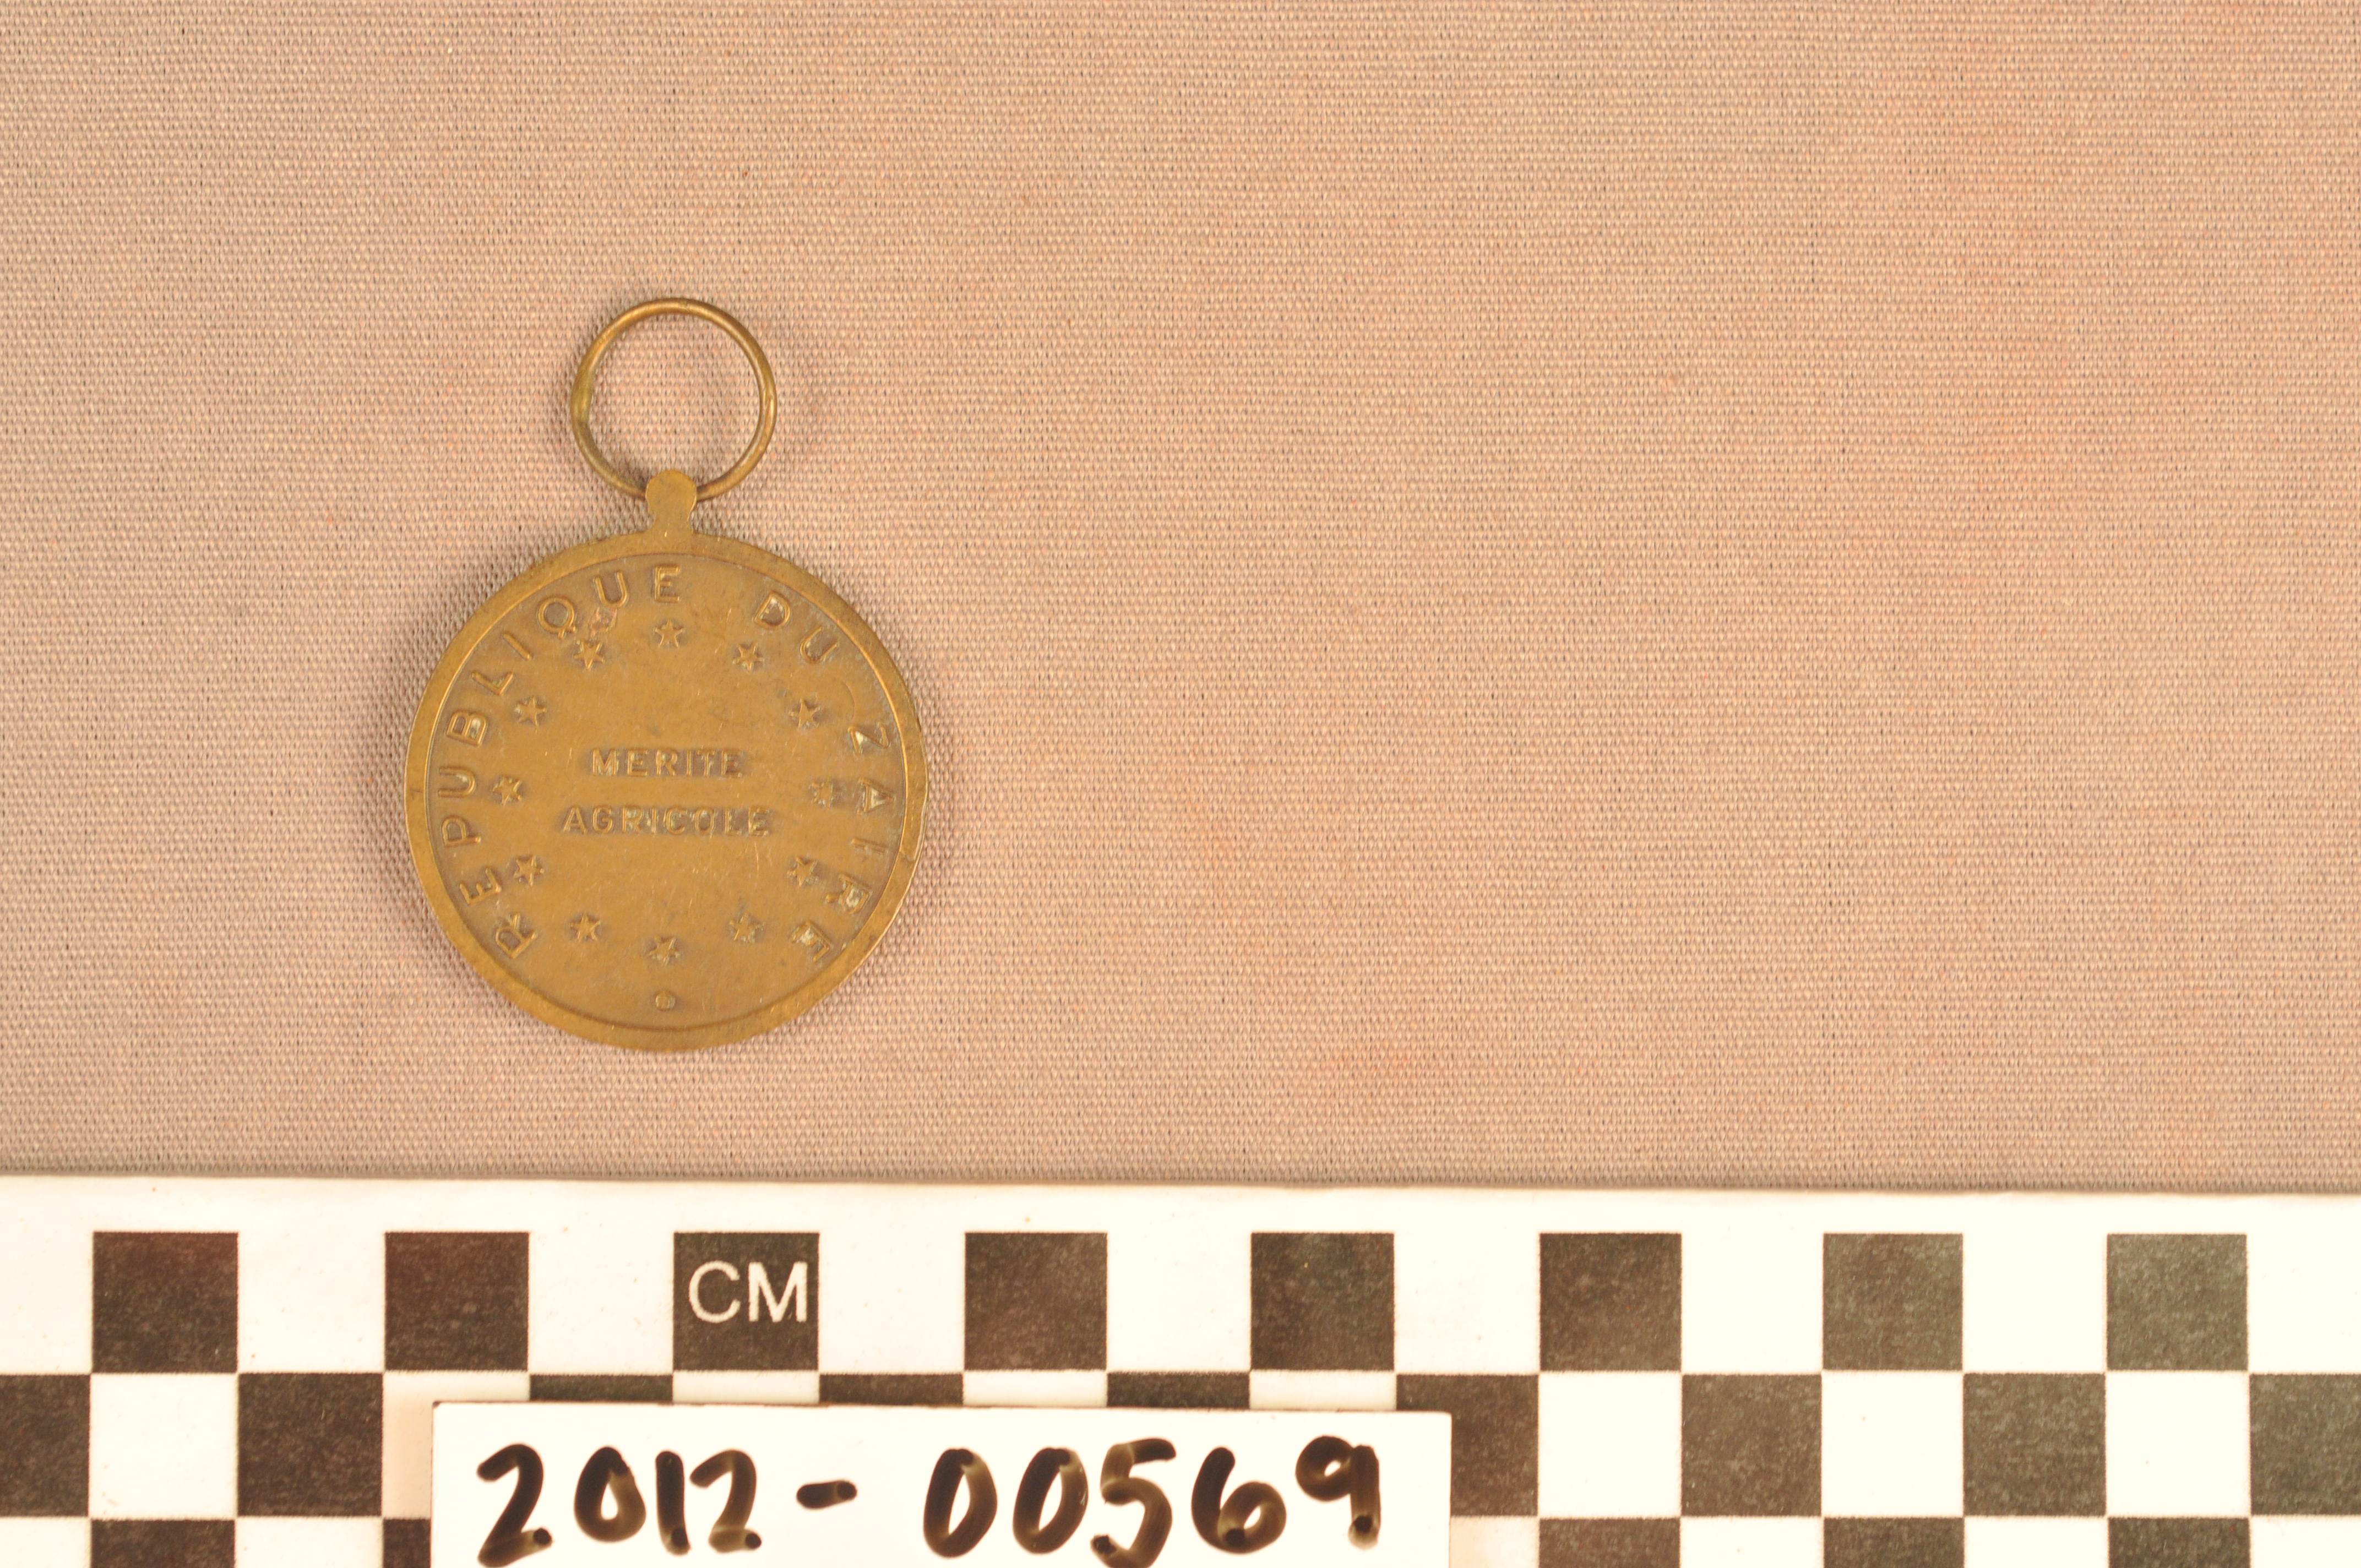 REPUBLIQUE DU ZAIRE
MERITE
AGRICOLE
CM
2012-00569